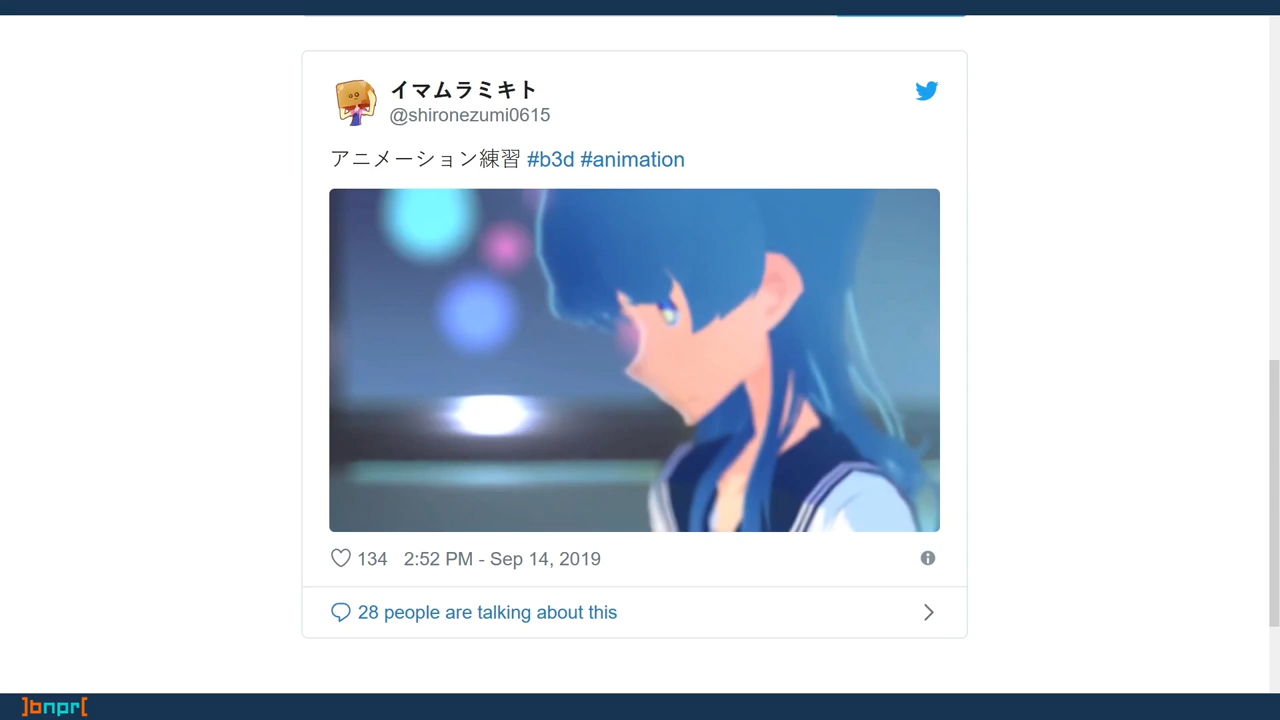 イマムラミキト
@shironezumi0615
アニメーション練習 #b3d #animation
134 2:52 PM - Sep 14, 2019
28 people are talking about this
]bnpr[